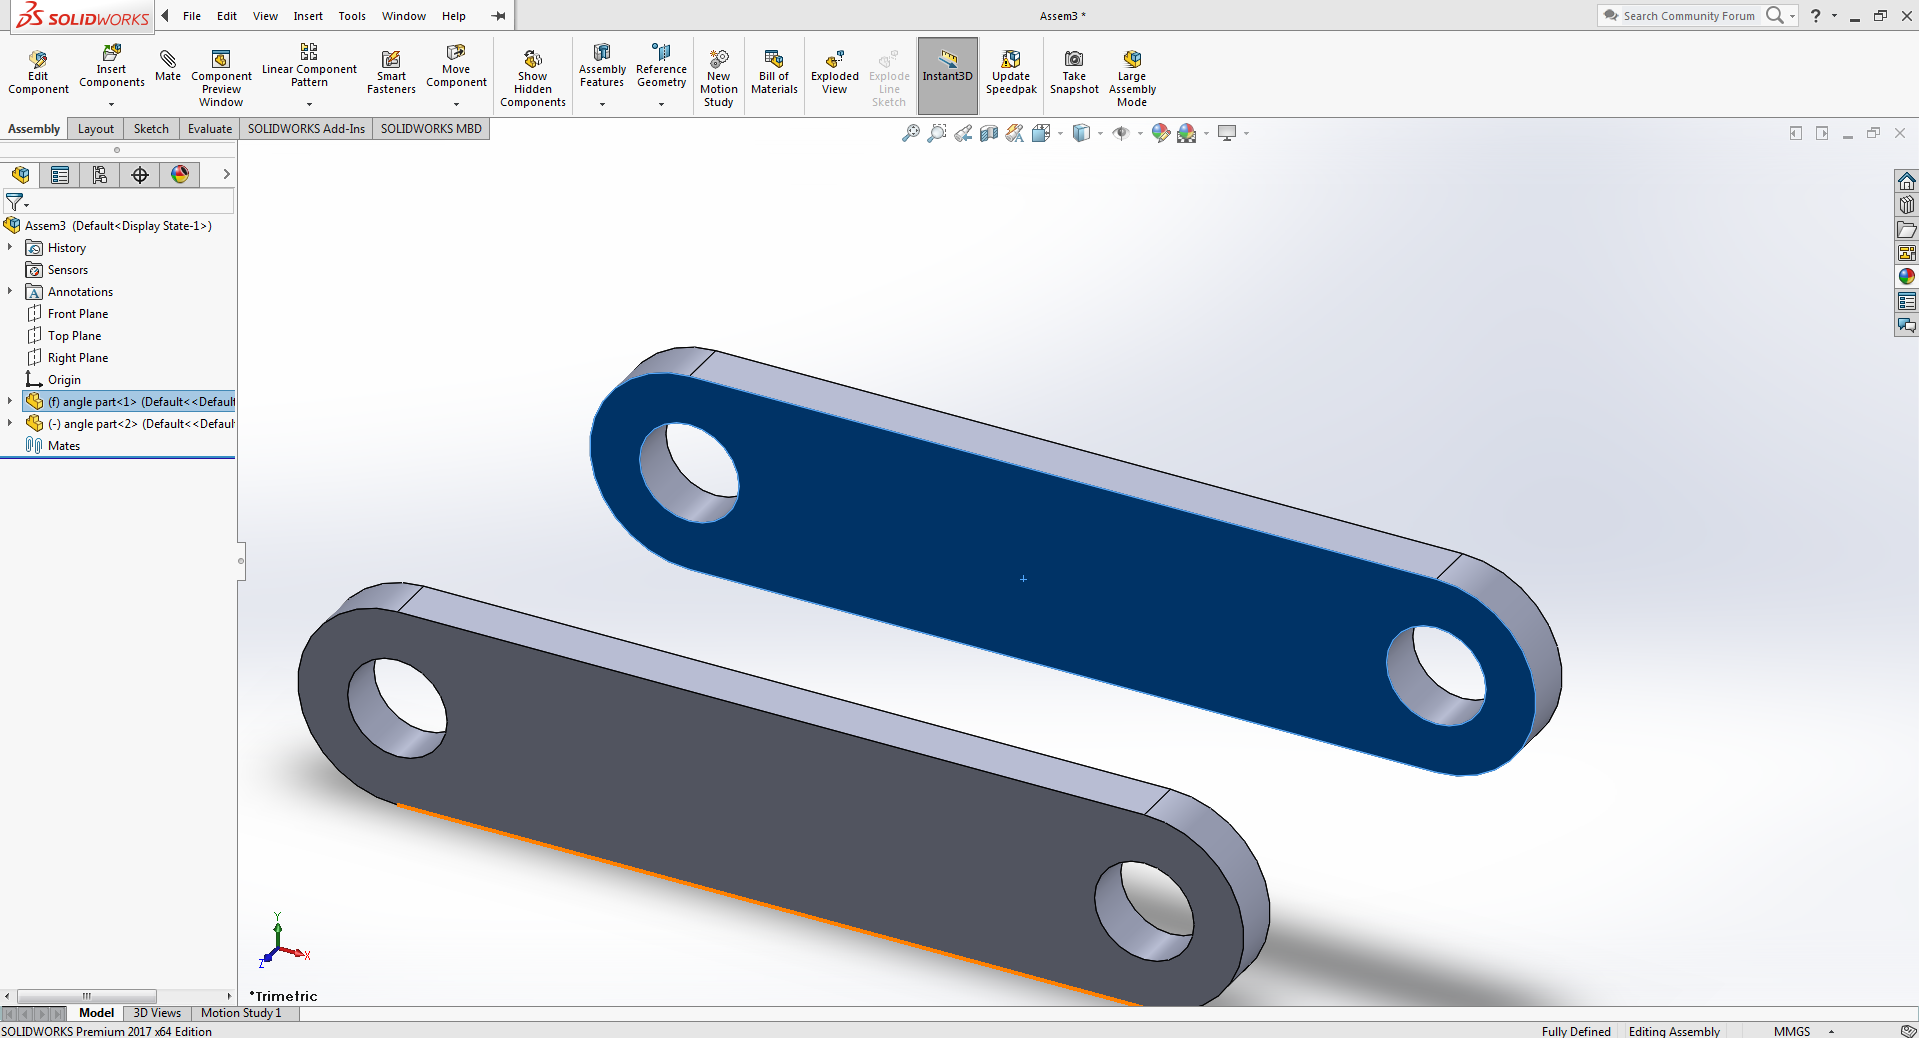 SOLIDWORKS File Edit View Insert Tools Window Help Assem3 * Search Community Forum ?
Edit Component
Insert Components
Mate
Component Preview Window
Linear Component Pattern
Smart Fasteners
Move Component
Show Hidden Components
Assembly Features
Reference Geometry
New Motion Study
Bill of Materials
Exploded View
Explode Line Sketch
Instant3D
Update Speedpak
Take Snapshot
Large Assembly Mode
Assembly Layout Sketch Evaluate SOLIDWORKS Add-Ins SOLIDWORKS MBD
Assem3 (Default<Display State-1>)
History
Sensors
A Annotations
Front Plane
Top Plane
Right Plane
Origin
(f) angle part<1> (Default<<Default
(-) angle part<2> (Default<<Defaul
Mates
Y
X
Z
*Trimetric
Model 3D Views Motion Study 1
SOLIDWORKS Premium 2017 x64 Edition Fully Defined Editing Assembly MMGS